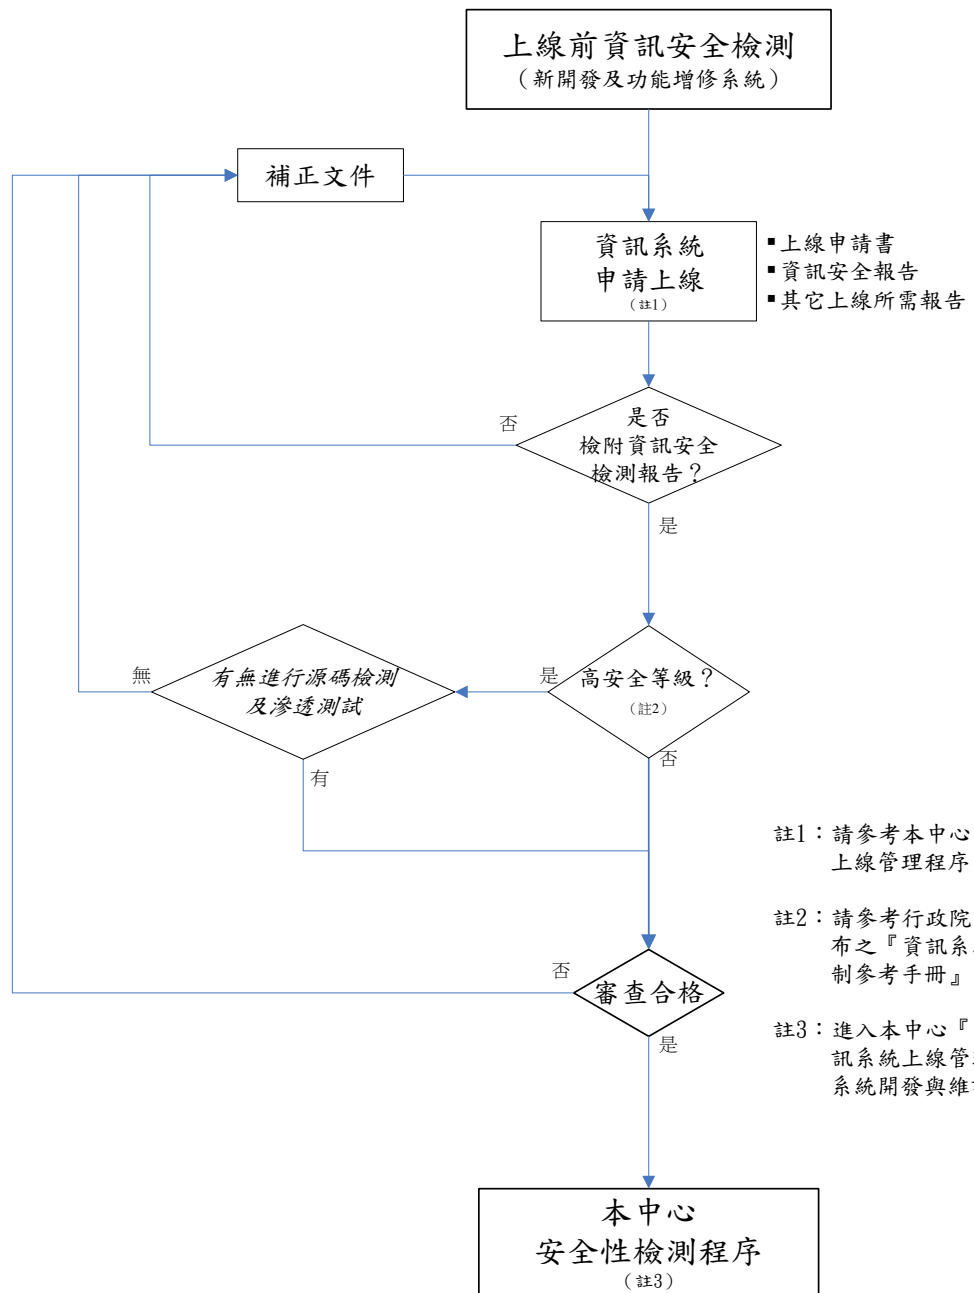 上線前資訊安全檢測
（新開發及功能增修系統）
補正文件
資訊系統
申請上線
（註1）
▪上線申請書
▪資訊安全報告
▪其它上線所需報告
是否
檢附資訊安全
檢測報告？
否
是
高安全等級？
（註2）
是
否
有無進行源碼檢測
及滲透測試
無
有
註1：請參考本中心
上線管理程序
註2：請參考行政院
布之『資訊系
制參考手冊』
註3：進入本中心『
訊系統上線管
系統開發與維
審查合格
否
是
本中心
安全性檢測程序
（註3）